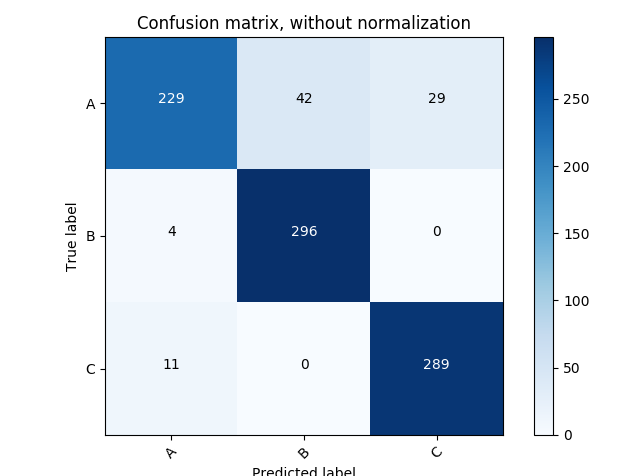 Confusion matrix, without normalization
True label
A 229 42 29
B 4 296 0
C 11 0 289
A B C
Predicted label
250
200
150
100
50
0